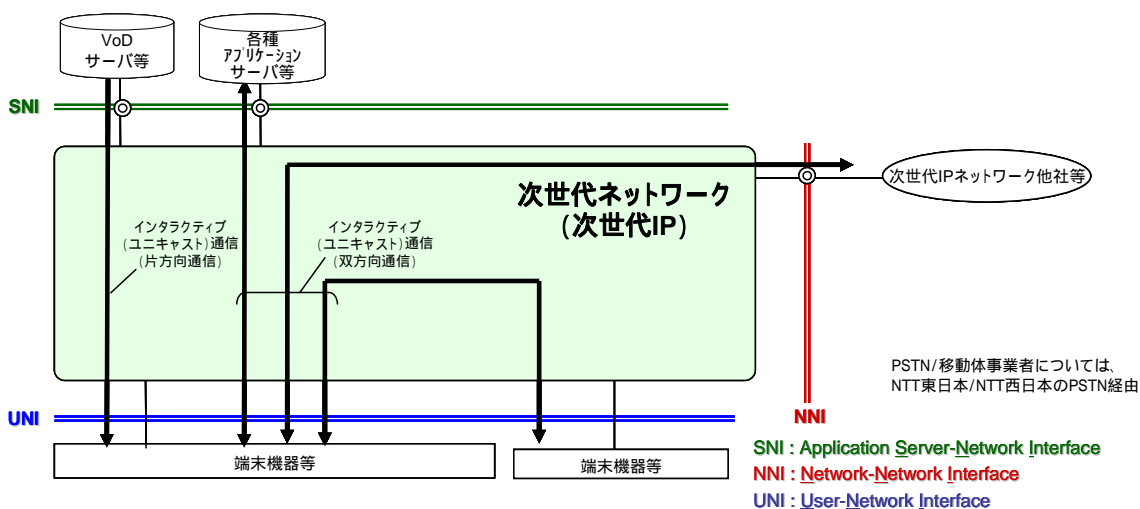 VoD
サーバ等
各種
アプリケーション
サーバ等
SNI
次世代ネットワーク
(次世代IP)
次世代IPネットワーク他社等
インタラクティブ
(ユニキャスト)通信
(片方向通信)
インタラクティブ
(ユニキャスト)通信
(双方向通信)
PSTN/移動体事業者については、
NTT東日本/NTT西日本のPSTN経由
UNI
NNI
端末機器等
端末機器等
SNI : Application Server-Network Interface
NNI : Network-Network Interface
UNI : User-Network Interface